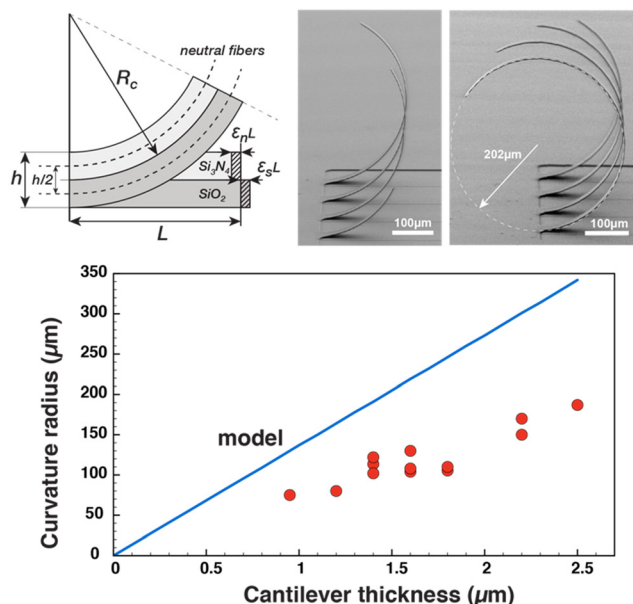 neutral fibers
R_c
ε_nL
h
h/2
Si₃N₄
ε_sL
SiO₂
L
100µm
202µm
100µm
Curvature radius (µm)
350
300
250
200
150
100
50
0
model
0
0.5
1
1.5
2
2.5
Cantilever thickness (µm)